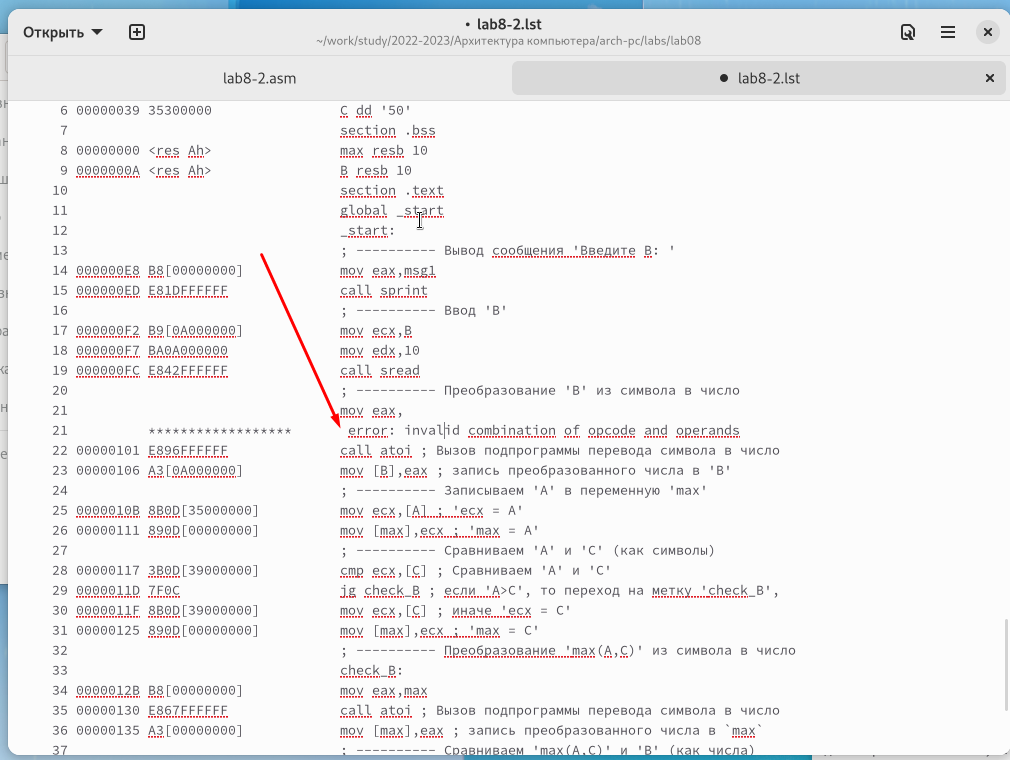 Открыть
• lab8-2.lst
~/work/study/2022-2023/Архитектура компьютера/arch-pc/labs/lab08
lab8-2.asm
● lab8-2.lst
6 00000039 35300000 C dd '50'
7 section .bss
8 00000000 <res Ah> max resb 10
9 0000000A <res Ah> B resb 10
10 section .text
11 global _start
12 _start:
13 ; ---------- Вывод сообщения 'Введите B: '
14 000000E8 B8[00000000] mov eax,msg1
15 000000ED E81DFFFFFF call sprint
16 ; ---------- Ввод 'B'
17 000000F2 B9[0A000000] mov ecx,B
18 000000F7 BA0A000000 mov edx,10
19 000000FC E842FFFFFF call sread
20 ; ---------- Преобразование 'B' из символа в число
21 mov eax,
21 ****************** error: invalid combination of opcode and operands
22 00000101 E896FFFFFF call atoi ; Вызов подпрограммы перевода символа в число
23 00000106 A3[0A000000] mov [B],eax ; запись преобразованного числа в 'B'
24 ; ---------- Записываем 'A' в переменную 'max'
25 0000010B 8B0D[35000000] mov ecx,[A] ; 'ecx = A'
26 00000111 890D[00000000] mov [max],ecx ; 'max = A'
27 ; ---------- Сравниваем 'A' и 'С' (как символы)
28 00000117 3B0D[39000000] cmp ecx,[C] ; Сравниваем 'A' и 'С'
29 0000011D 7F0C jg check_B ; если 'A>C', то переход на метку 'check_B',
30 0000011F 8B0D[39000000] mov ecx,[C] ; иначе 'ecx = C'
31 00000125 890D[00000000] mov [max],ecx ; 'max = C'
32 ; ---------- Преобразование 'max(A,C)' из символа в число
33 check_B:
34 0000012B B8[00000000] mov eax,max
35 00000130 E867FFFFFF call atoi ; Вызов подпрограммы перевода символа в число
36 00000135 A3[00000000] mov [max],eax ; запись преобразованного числа в `max`
37 ; ---------- Сравниваем 'max(A,C)' и 'B' (как числа)